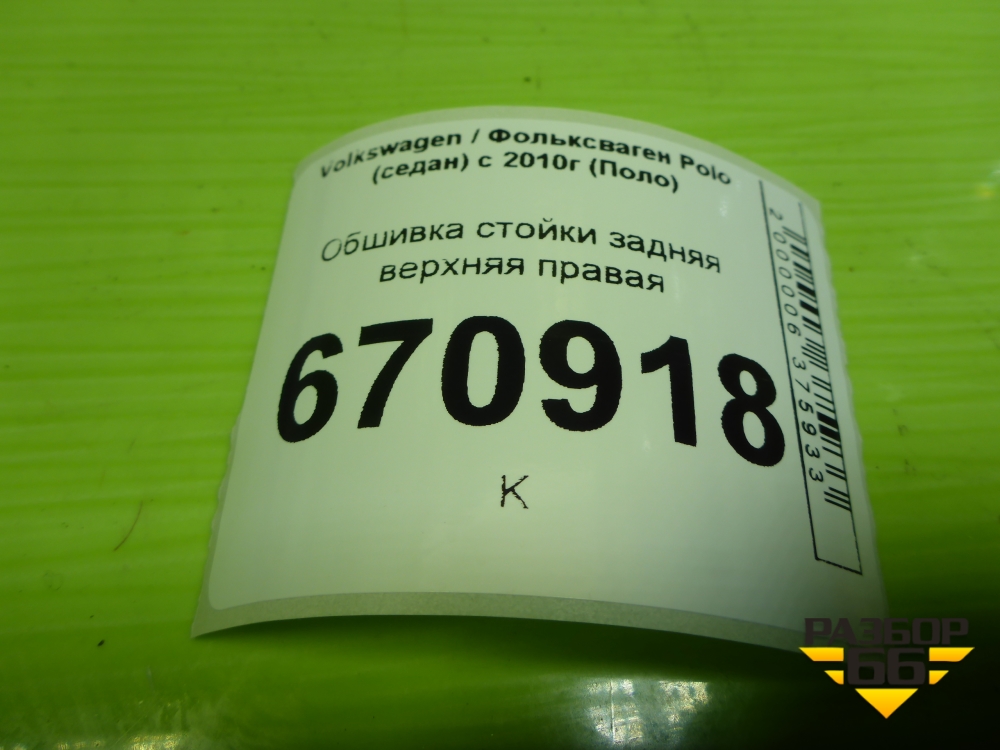 Volkswagen / Фольксваген Polo
(седан) с 2010г (Поло)
Обшивка стойки задняя
верхняя правая
670918
К
2000006375933
РАЗБОР
66